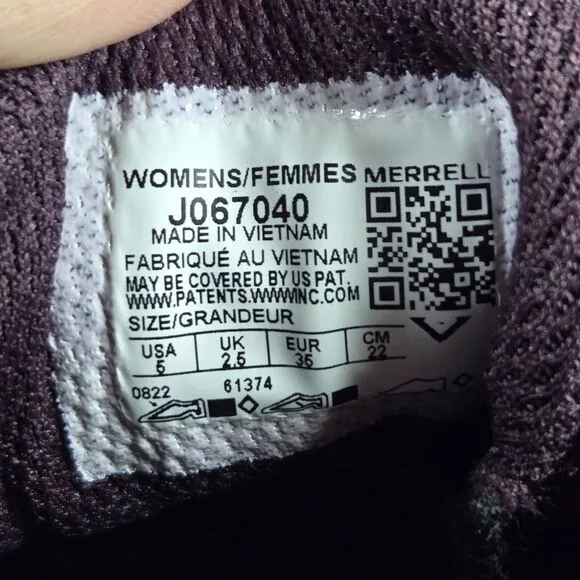 WOMENS/FEMMES MERRELL
J067040
MADE IN VIETNAM
FABRIQUÉ AU VIETNAM
MAY BE COVERED BY US PAT.
WWW.PATENTS.WWWINC.COM
SIZE/GRANDEUR
USA UK EUR CM
5 2.5 35 22
0822 61374